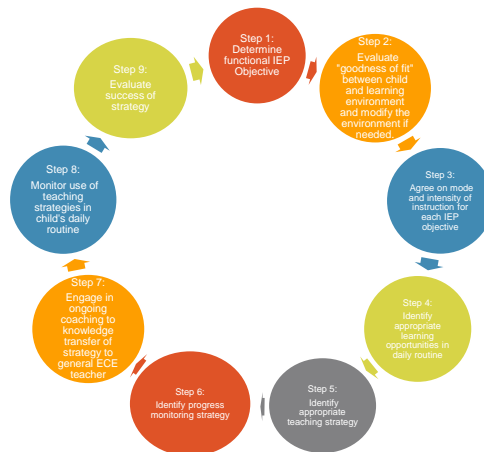 Step 1:
Determine
functional IEP
Objective
Step 2:
Evaluate
"goodness of fit"
between child
and learning
environment
and modify the
environment if
needed.
Step 3:
Agree on mode
and intensity of
instruction for
each IEP
objective
Step 4:
Identify
appropriate
learning
opportunities in
daily routine
Step 5:
Identify
appropriate
teaching strategy
Step 6:
Identify progress
monitoring strategy
Step 7:
Engage in
ongoing
coaching to
knowledge
transfer of
strategy to
general ECE
teacher
Step 8:
Monitor use of
teaching
strategies in
child's daily
routine
Step 9:
Evaluate
success of
strategy